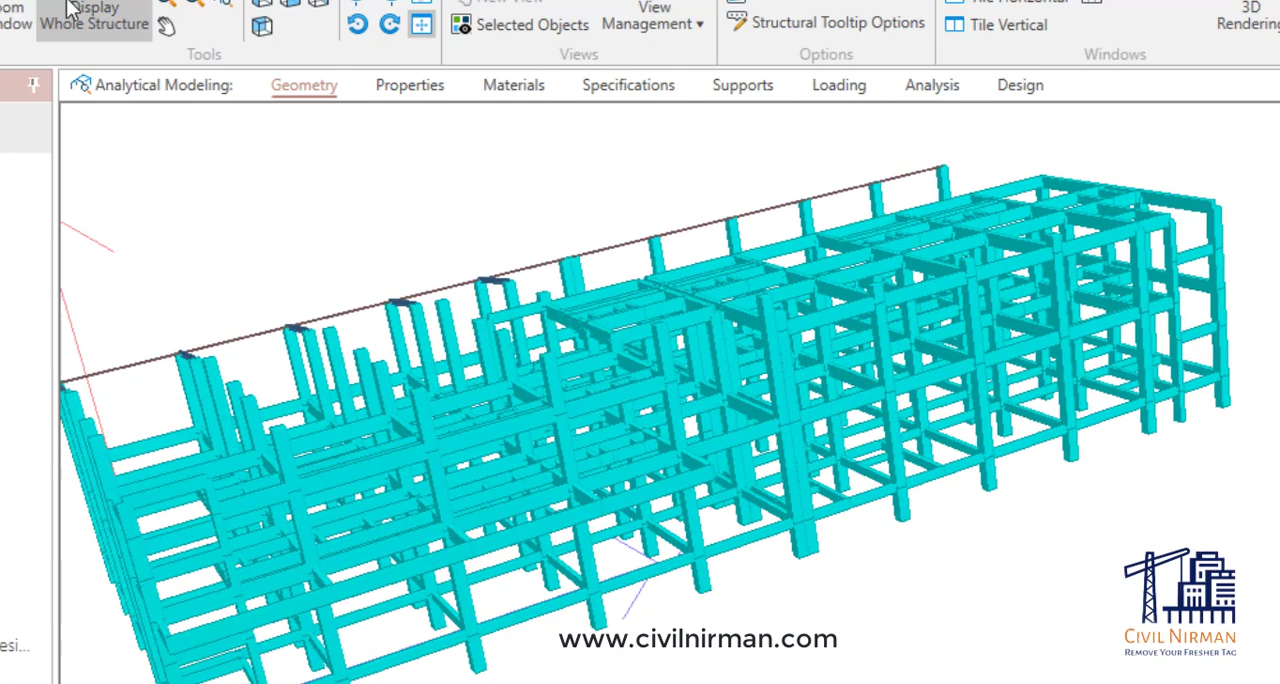 Display
Whole Structure
Tools
Selected Objects
View
Management
Views
Structural Tooltip Options
Options
Tile Vertical
Windows
3D
Rendering
Analytical Modeling:
Geometry
Properties
Materials
Specifications
Supports
Loading
Analysis
Design
www.civilnirman.com
CIVIL NIRMAN
REMOVE YOUR FRESHER TAG